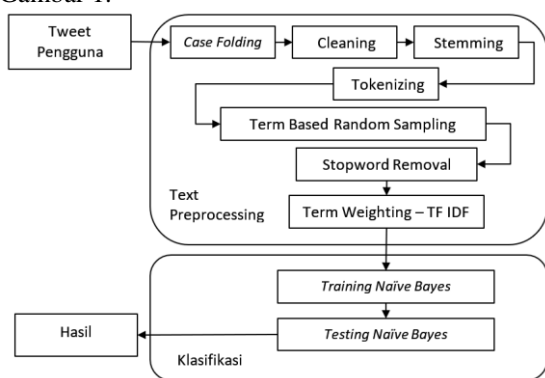 Gambar 1.
Tweet
Pengguna
Case Folding
Cleaning
Stemming
Tokenizing
Term Based Random Sampling
Stopword Removal
Text
Preprocessing
Term Weighting – TF IDF
Training Naïve Bayes
Hasil
Testing Naïve Bayes
Klasifikasi